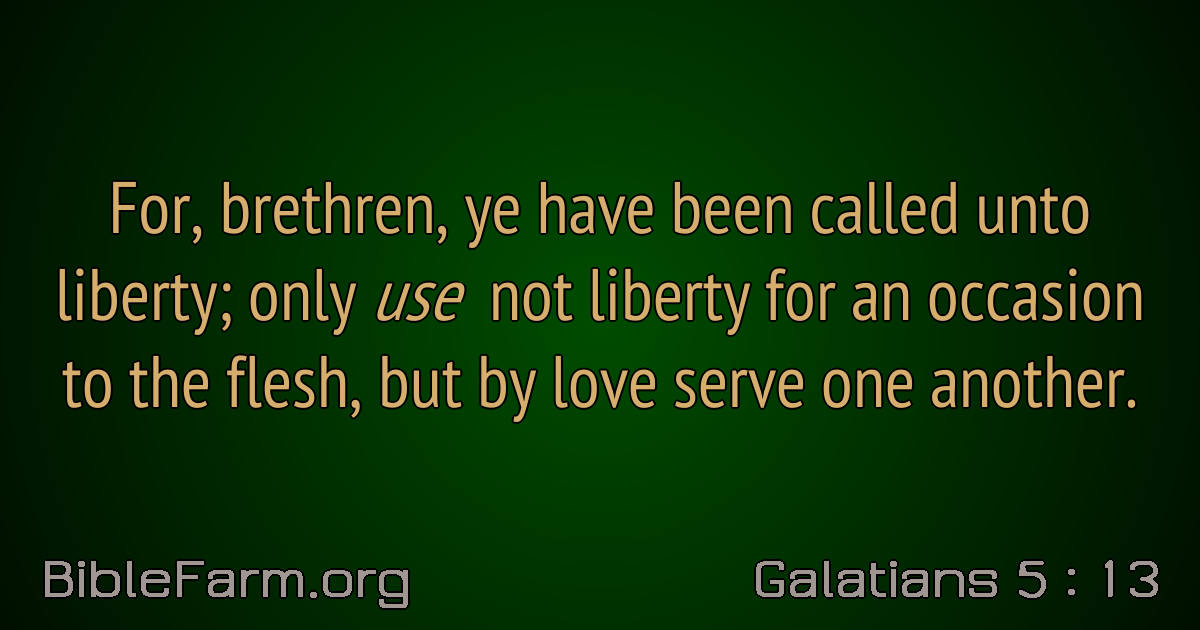 For, brethren, ye have been called unto
liberty; only use not liberty for an occasion
to the flesh, but by love serve one another.
BibleFarm.org
Galatians 5 : 13